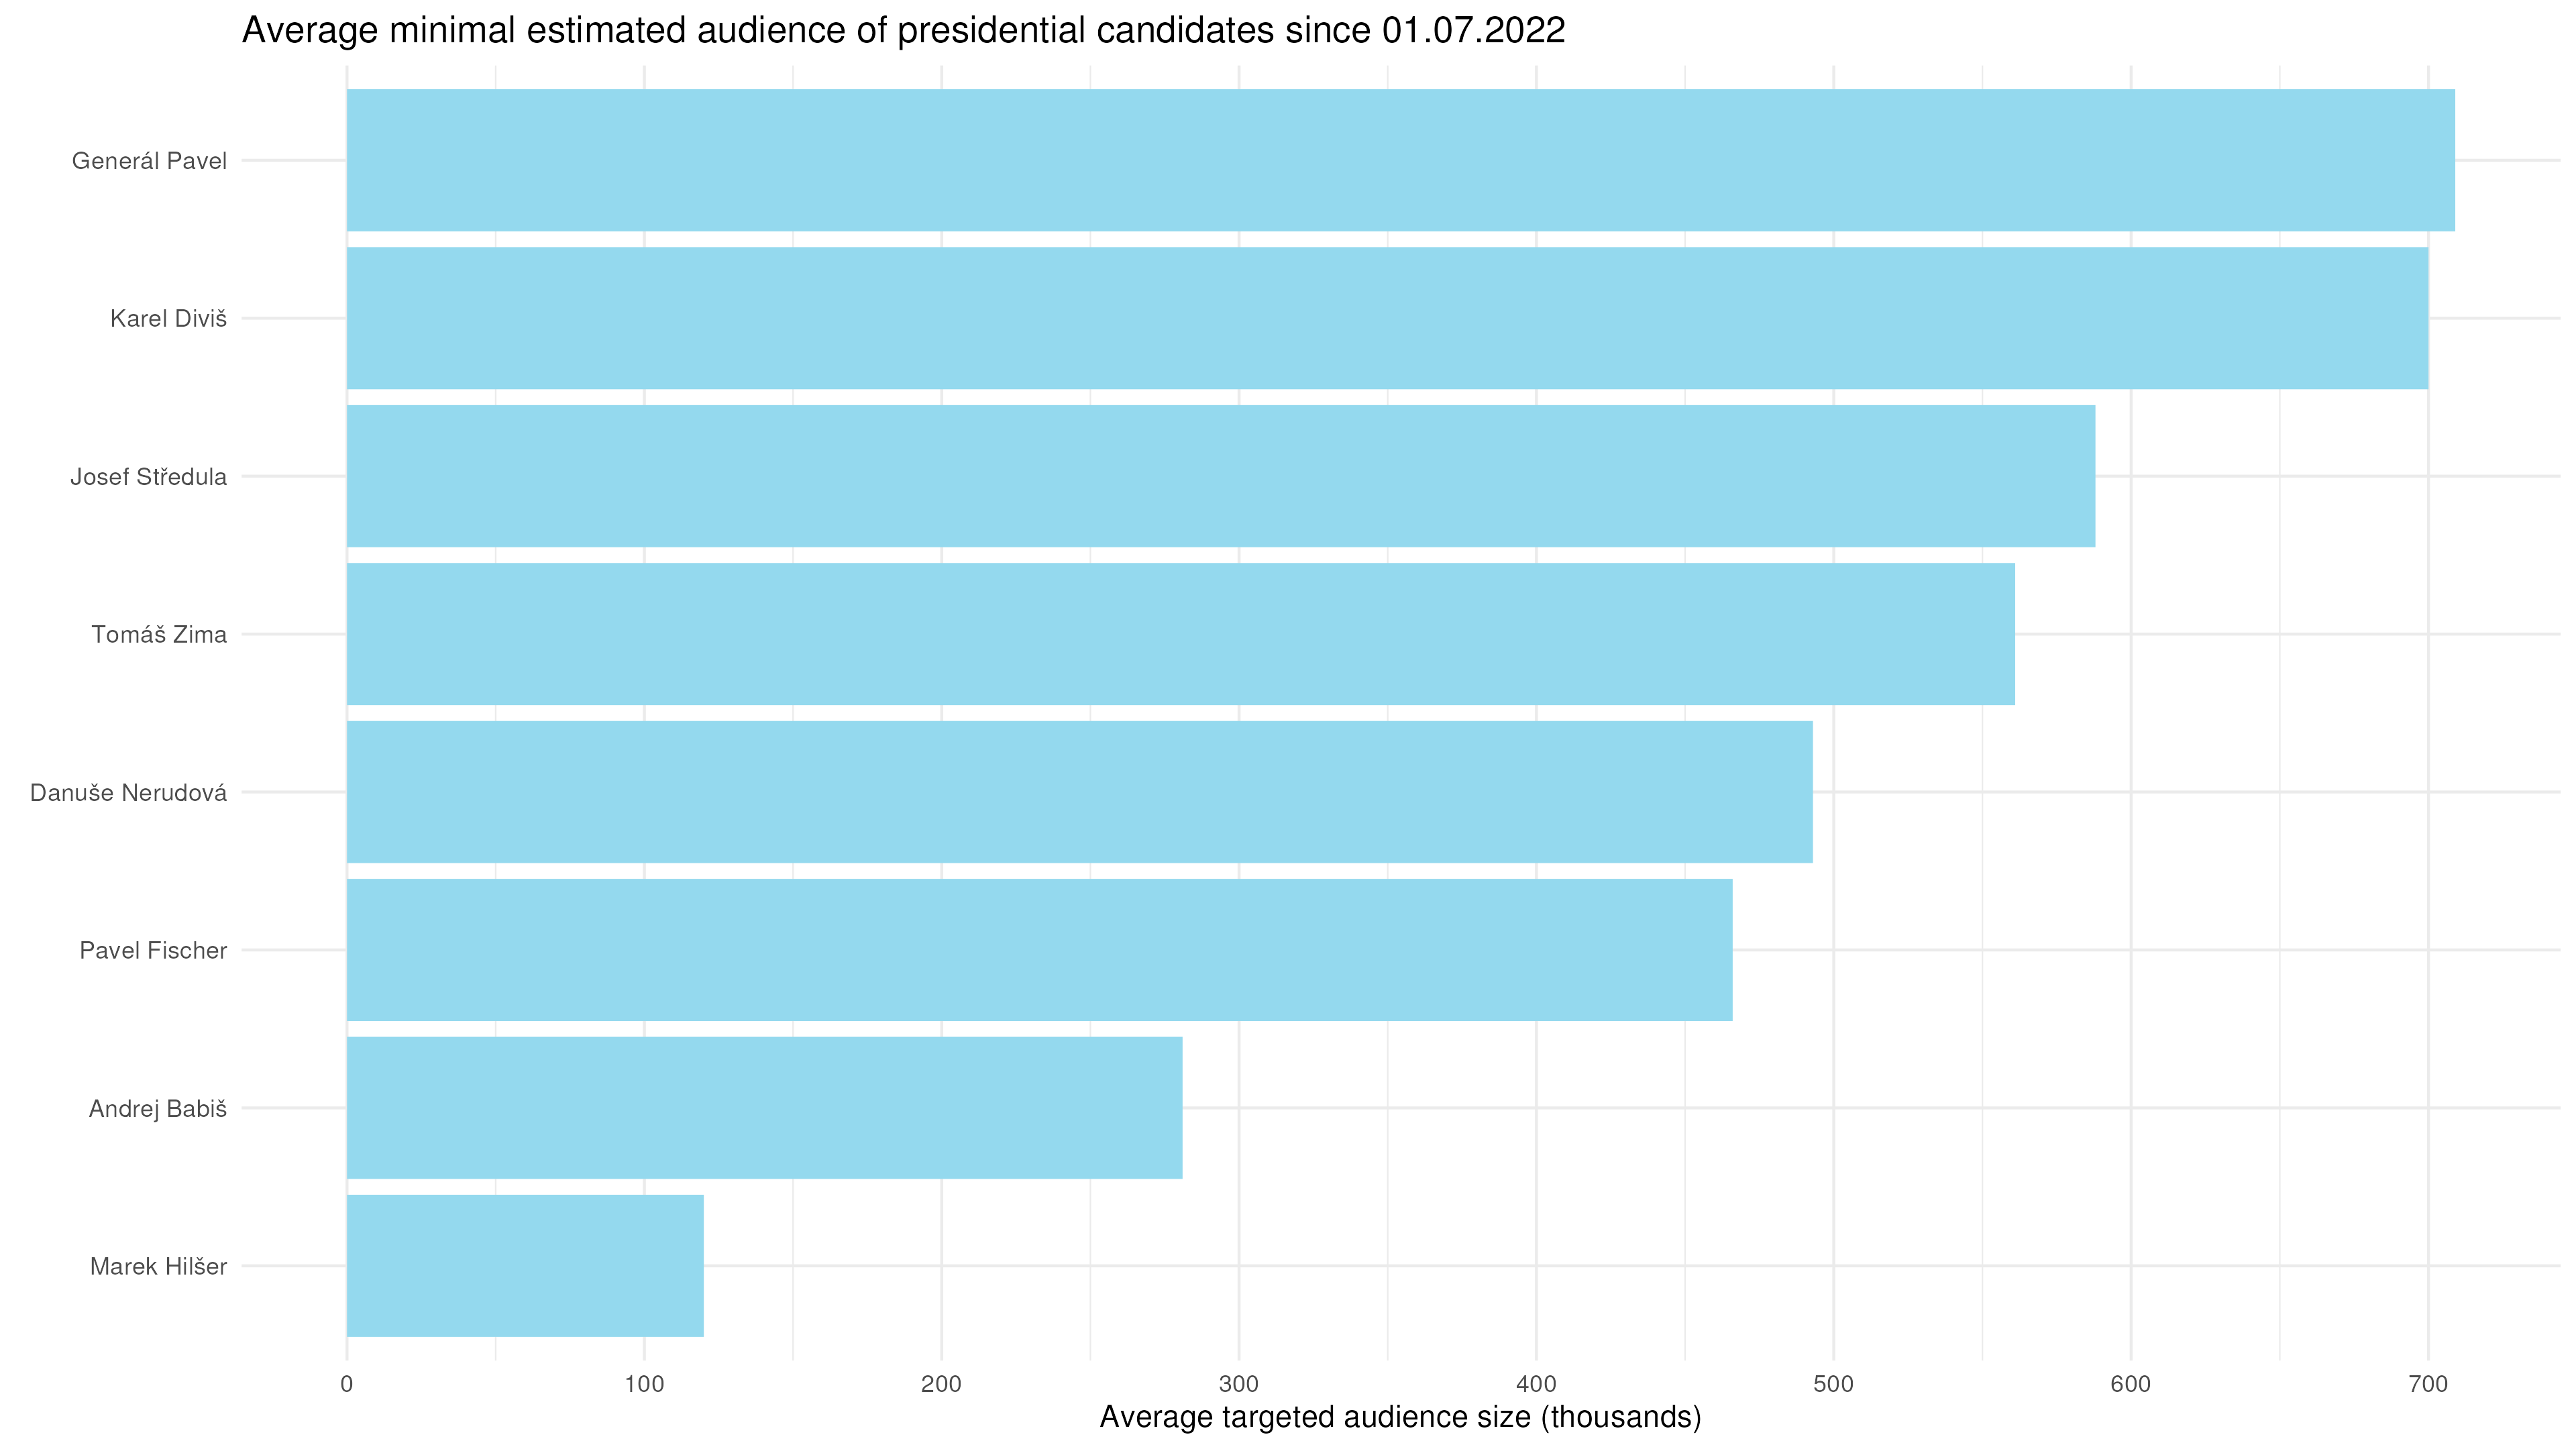 Average minimal estimated audience of presidential candidates since 01.07.2022
Generál Pavel
Karel Diviš
Josef Středula
Tomáš Zima
Danuše Nerudová
Pavel Fischer
Andrej Babiš
Marek Hilšer
0 100 200 300 400 500 600 700
Average targeted audience size (thousands)